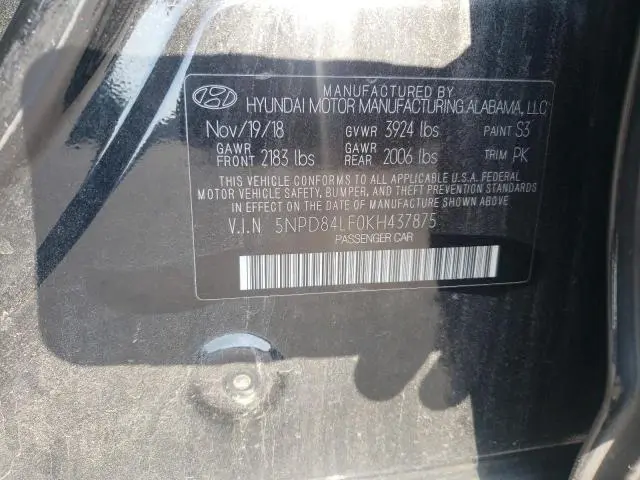 MANUFACTURED BY
HYUNDAI MOTOR MANUFACTURING ALABAMA, LLC
Nov/19/18 GVWR 3924 lbs PAINT S3
GAWR FRONT 2183 lbs GAWR REAR 2006 lbs TRIM PK
THIS VEHICLE CONFORMS TO ALL APPLICABLE U.S.A. FEDERAL
MOTOR VEHICLE SAFETY, BUMPER, AND THEFT PREVENTION STANDARDS
IN EFFECT ON THE DATE OF MANUFACTURE SHOWN ABOVE.
V.I.N 5NPD84LF0KH437875
PASSENGER CAR